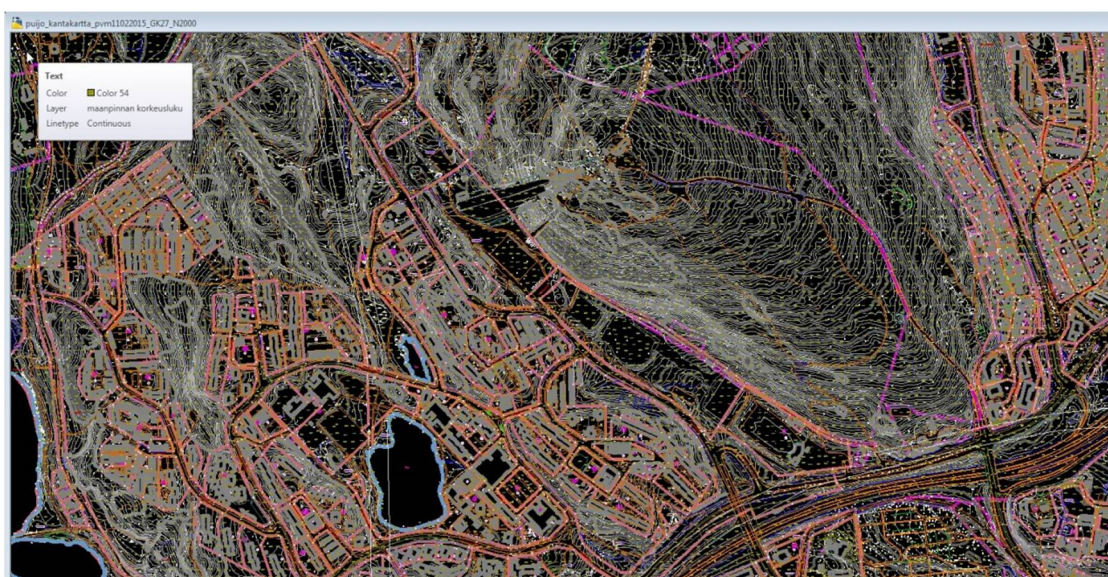 puijo_kantakartta_pvm11022015_GK27_N2000
Text
Color Color 54
Layer maanpinnan korkeusluku
Linetype Continuous